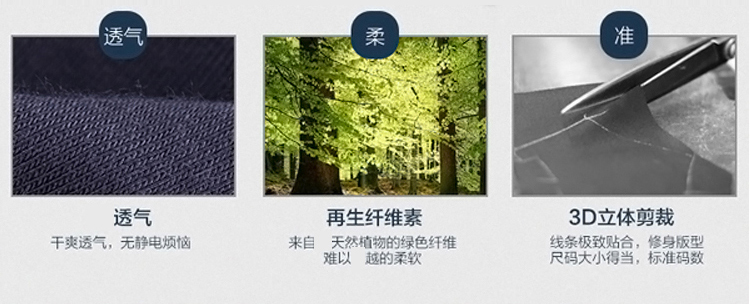 透气
柔
准
透气
干爽透气，无静电烦恼
再生纤维素
来自 天然植物的绿色纤维
难以 越的柔软
3D立体剪裁
线条极致贴合，修身版型
尺码大小得当，标准码数